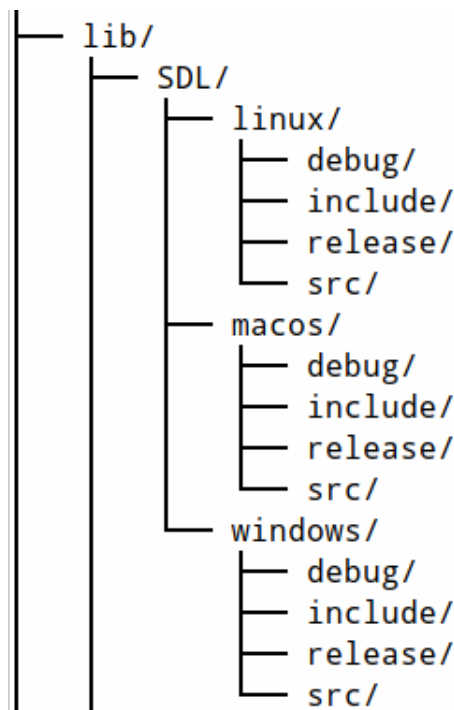 lib/
SDL/
linux/
debug/
include/
release/
src/
macos/
debug/
include/
release/
src/
windows/
debug/
include/
release/
src/